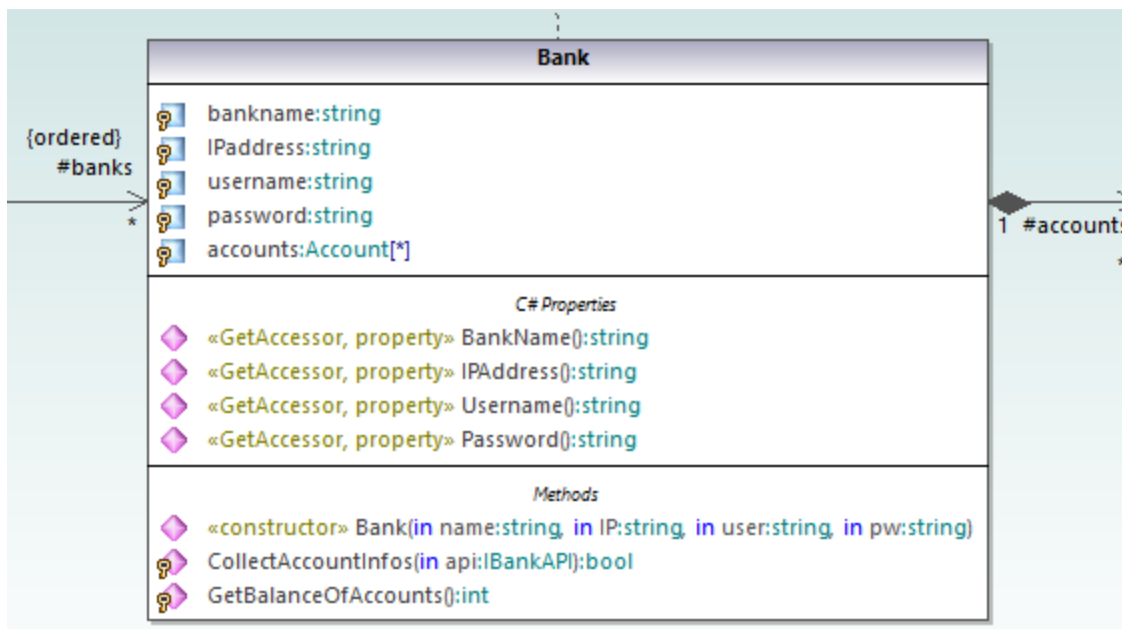 Bank
{ordered}
#banks
*
bankname:string
IPaddress:string
username:string
password:string
accounts:Account[*]
1 #accounts
*
C# Properties
«GetAccessor, property» BankName():string
«GetAccessor, property» IPAddress():string
«GetAccessor, property» Username():string
«GetAccessor, property» Password():string
Methods
«constructor» Bank(in name:string, in IP:string, in user:string, in pw:string)
CollectAccountInfos(in api:IBankAPI):bool
GetBalanceOfAccounts():int